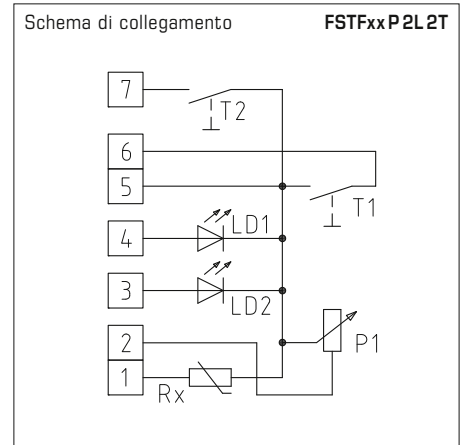 Schema di collegamento FSTFxx P 2L 2T
7
T2
6
5
T1
4
LD1
3
LD2
2
P1
1
Rx